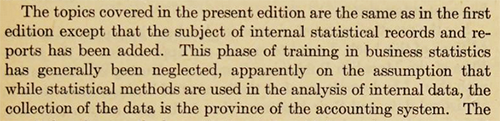 The topics covered in the present edition are the same as in the first
edition except that the subject of internal statistical records and re-
ports has been added. This phase of training in business statistics
has generally been neglected, apparently on the assumption that
while statistical methods are used in the analysis of internal data, the
collection of the data is the province of the accounting system. The